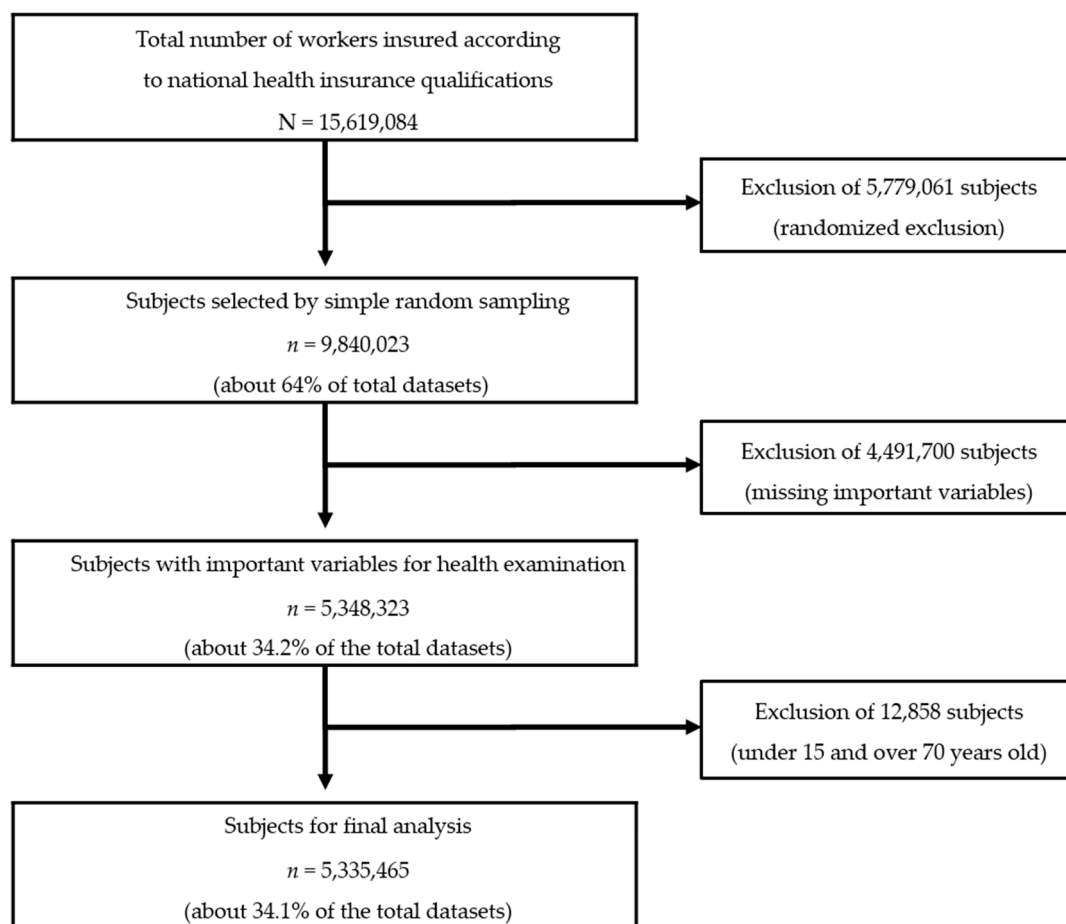 Total number of workers insured according
to national health insurance qualifications
N = 15,619,084
Exclusion of 5,779,061 subjects
(randomized exclusion)
Subjects selected by simple random sampling
n = 9,840,023
(about 64% of total datasets)
Exclusion of 4,491,700 subjects
(missing important variables)
Subjects with important variables for health examination
n = 5,348,323
(about 34.2% of the total datasets)
Exclusion of 12,858 subjects
(under 15 and over 70 years old)
Subjects for final analysis
n = 5,335,465
(about 34.1% of the total datasets)